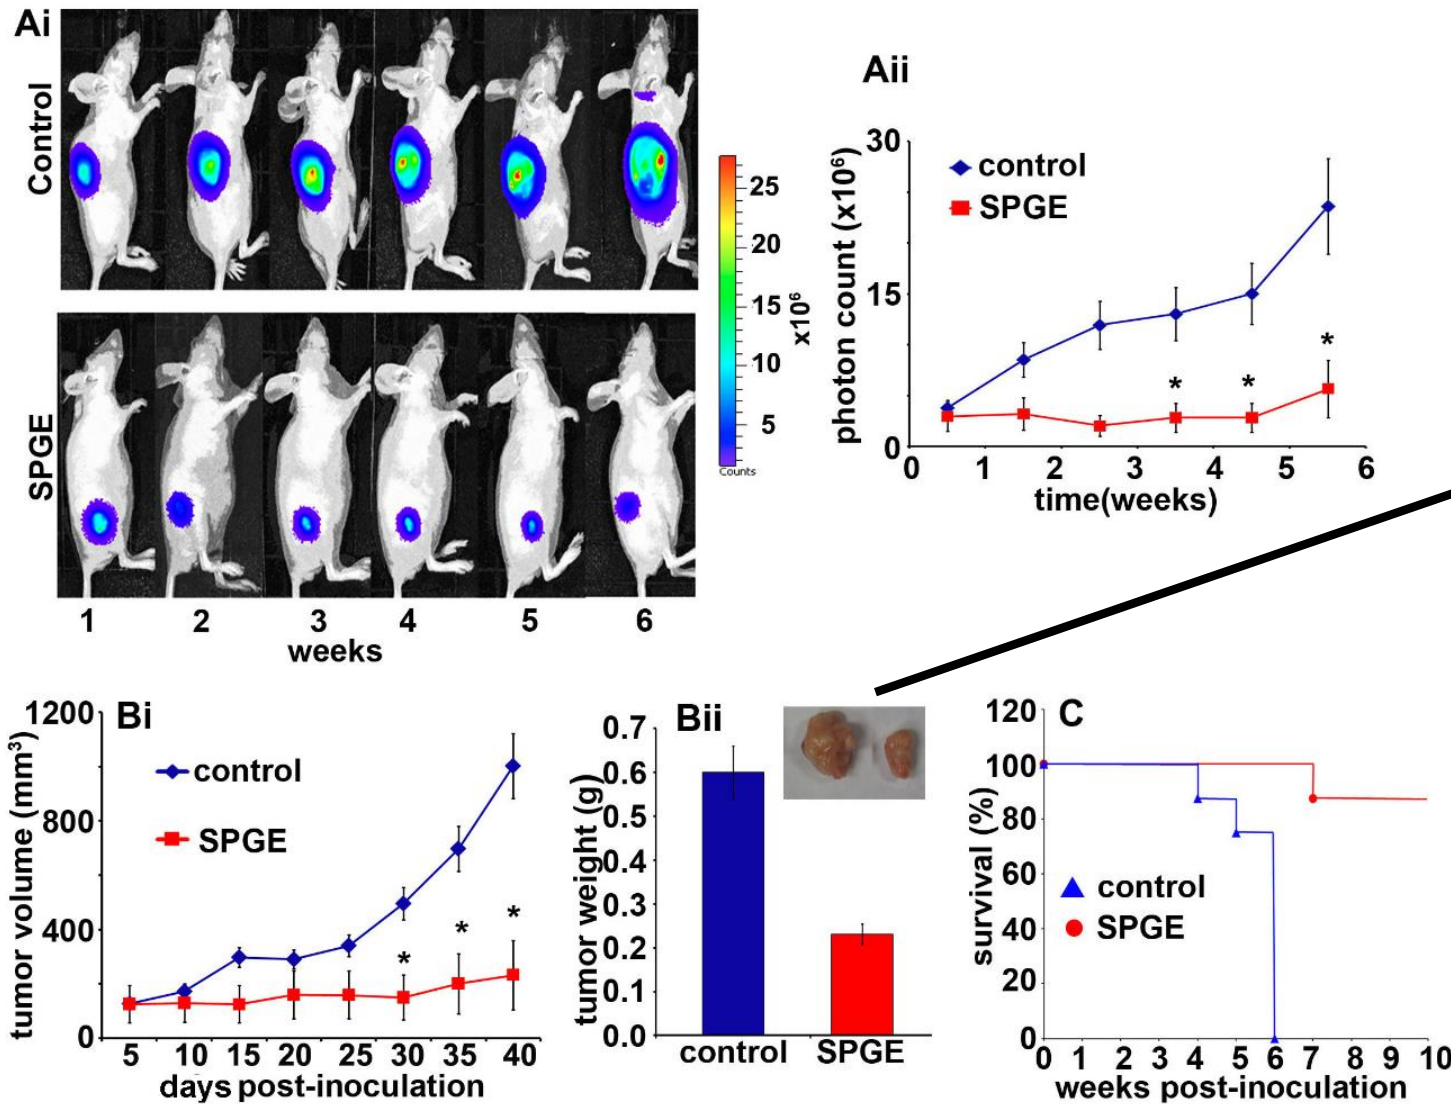 Ai
Control
SPGE
1 2 3 4 5 6
weeks
25
20
15
10
5
x10⁶
Counts
Aii
30
15
0
photon count (x10⁶)
control
SPGE
* * *
0 1 2 3 4 5 6
time(weeks)
Bi
1200
800
400
0
tumor volume (mm³)
control
SPGE
* * *
5 10 15 20 25 30 35 40
days post-inoculation
Bii
0.7
0.6
0.5
0.4
0.3
0.2
0.1
0.0
tumor weight (g)
control SPGE
C
120
100
80
60
40
20
0
survival (%)
control
SPGE
0 1 2 3 4 5 6 7 8 9 10
weeks post-inoculation